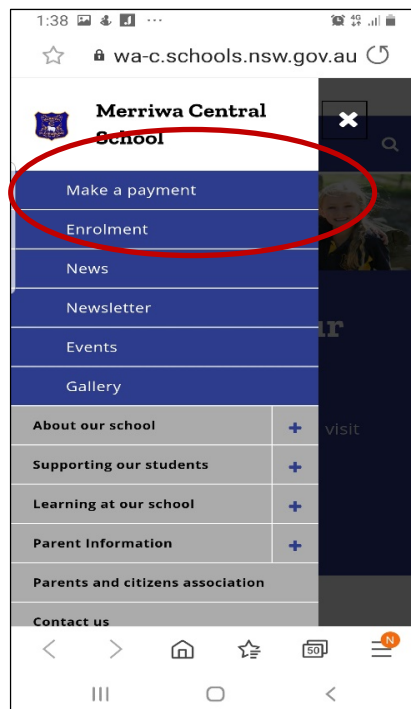 1:38
4G
wa-c.schools.nsw.gov.au
Merriwa Central
School
Make a payment
Enrolment
News
Newsletter
Events
Gallery
ur
About our school +
visit
Supporting our students +
Learning at our school +
Parent Information +
Parents and citizens association
Contact us
50
N